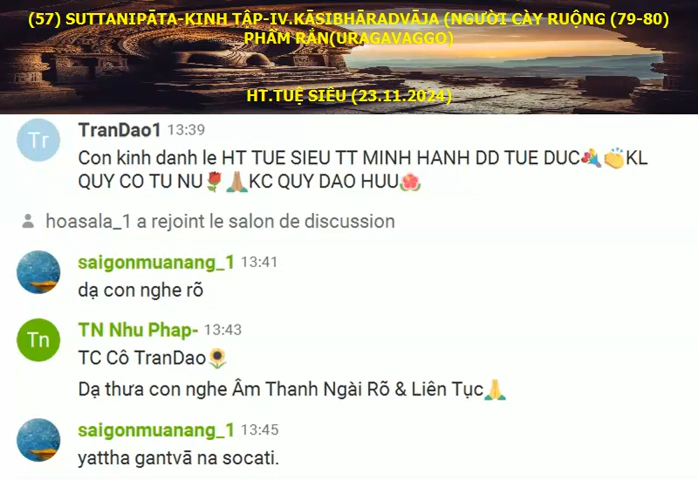 (57) SUTTANIPĀTA-KINH TẬP-IV.KĀSIBHĀRADVĀJA (NGƯỜI CÀY RUỘNG (79-80)
PHẨM RẮN(URAGAVAGGO)
HT.TUỆ SIÊU (23.11.2024)
Tr
TranDao1 13:39
Con kinh danh le HT TUE SIEU TT MINH HANH DD TUE DUC💐👏KL
QUY CO TU NU🌹🙏KC QUY DAO HUU🌺
hoasala_1 a rejoint le salon de discussion
saigonmuanang_1 13:41
dạ con nghe rõ
Tn
TN Nhu Phap- 13:43
TC Cô TranDao🌻
Dạ thưa con nghe Âm Thanh Ngài Rõ & Liên Tục🙏
saigonmuanang_1 13:45
yattha gantvā na socati.